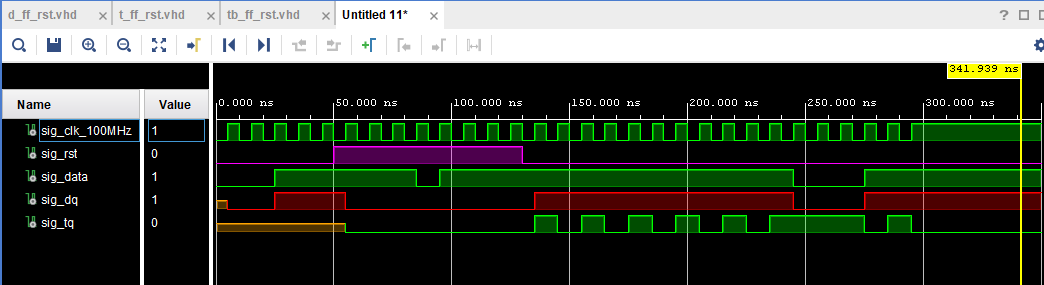 d_ff_rst.vhd × t_ff_rst.vhd × tb_ff_rst.vhd × Untitled 11* ×
?
341.939 ns
Name Value
0.000 ns 50.000 ns 100.000 ns 150.000 ns 200.000 ns 250.000 ns 300.000 ns
sig_clk_100MHz 1
sig_rst 0
sig_data 1
sig_dq 1
sig_tq 0